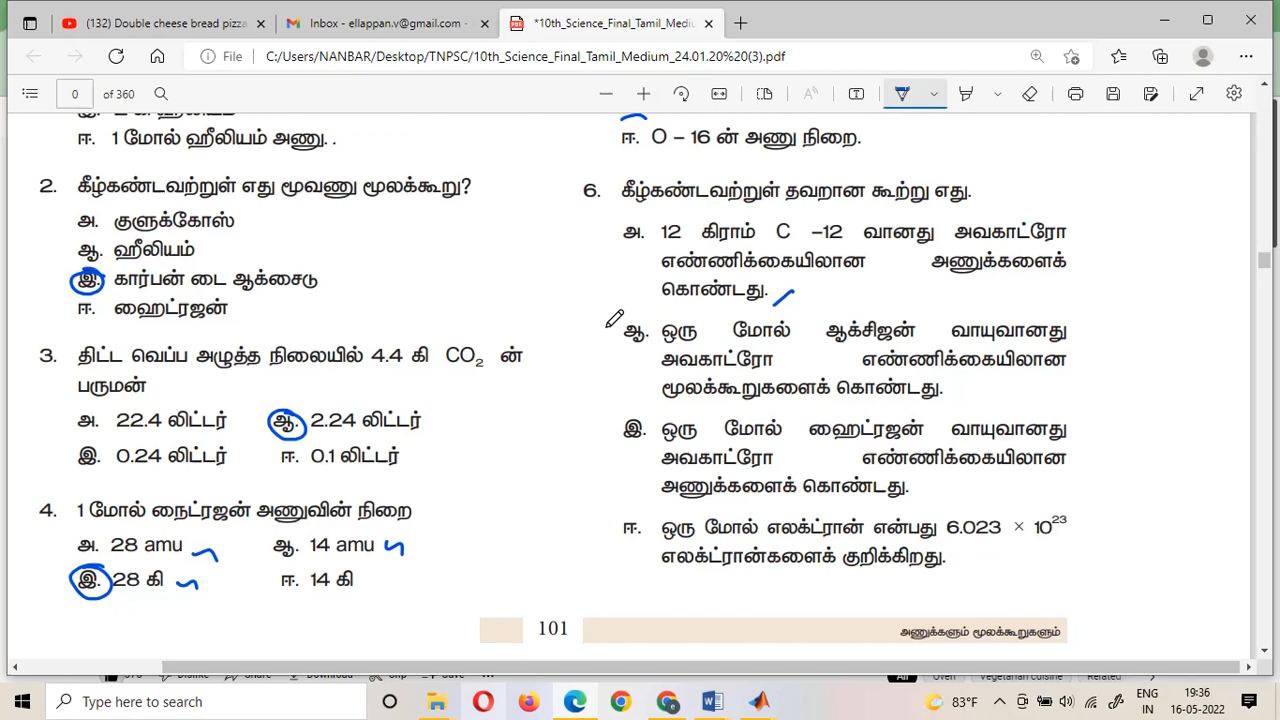 (132) Double cheese bread pizza
Inbox - ellappan.v@gmail.com -
*10th_Science_Final_Tamil_Mediu
File C:/Users/NANBAR/Desktop/TNPSC/10th_Science_Final_Tamil_Medium_24.01.20%20(3).pdf
0 of 360
ஈ. 1 மோல் ஹீலியம் அணு. .
2. கீழ்கண்டவற்றுள் எது மூவணு மூலக்கூறு?
அ. குளுக்கோஸ்
ஆ. ஹீலியம்
இ. கார்பன் டை ஆக்சைடு
ஈ. ஹைட்ரஜன்
3. திட்ட வெப்ப அழுத்த நிலையில் 4.4 கி CO₂ ன்
பருமன்
அ. 22.4 லிட்டர் ஆ. 2.24 லிட்டர்
இ. 0.24 லிட்டர் ஈ. 0.1 லிட்டர்
4. 1 மோல் நைட்ரஜன் அணுவின் நிறை
அ. 28 amu ஆ. 14 amu
இ. 28 கி ஈ. 14 கி
ஈ. O – 16 ன் அணு நிறை.
6. கீழ்கண்டவற்றுள் தவறான கூற்று எது.
அ. 12 கிராம் C –12 வானது அவகாட்ரோ
எண்ணிக்கையிலான அணுக்களைக்
கொண்டது.
ஆ. ஒரு மோல் ஆக்சிஜன் வாயுவானது
அவகாட்ரோ எண்ணிக்கையிலான
மூலக்கூறுகளைக் கொண்டது.
இ. ஒரு மோல் ஹைட்ரஜன் வாயுவானது
அவகாட்ரோ எண்ணிக்கையிலான
அணுக்களைக் கொண்டது.
ஈ. ஒரு மோல் எலக்ட்ரான் என்பது 6.023 × 10²³
எலக்ட்ரான்களைக் குறிக்கிறது.
101 அணுக்களும் மூலக்கூறுகளும்
Type here to search
83°F
ENG
IN
19:36
16-05-2022